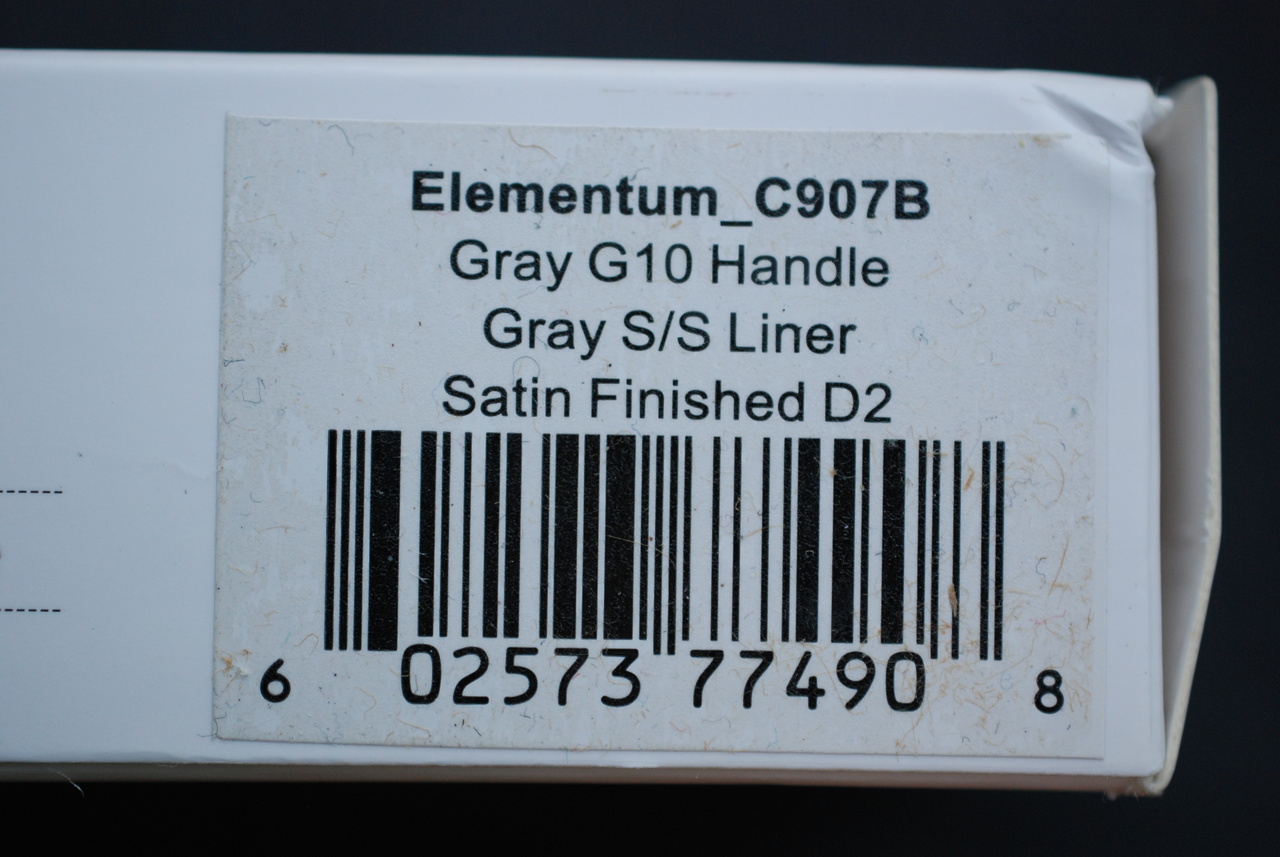 Elementum_C907B
Gray G10 Handle
Gray S/S Liner
Satin Finished D2
6 02573 77490 8